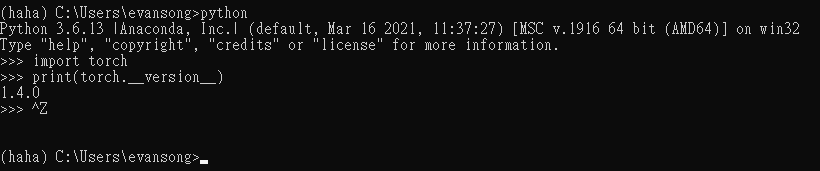 (haha) C:\Users\evansong>python
Python 3.6.13 |Anaconda, Inc.| (default, Mar 16 2021, 11:37:27) [MSC v.1916 64 bit (AMD64)] on win32
Type "help", "copyright", "credits" or "license" for more information.
>>> import torch
>>> print(torch.__version__)
1.4.0
>>> ^Z
(haha) C:\Users\evansong>